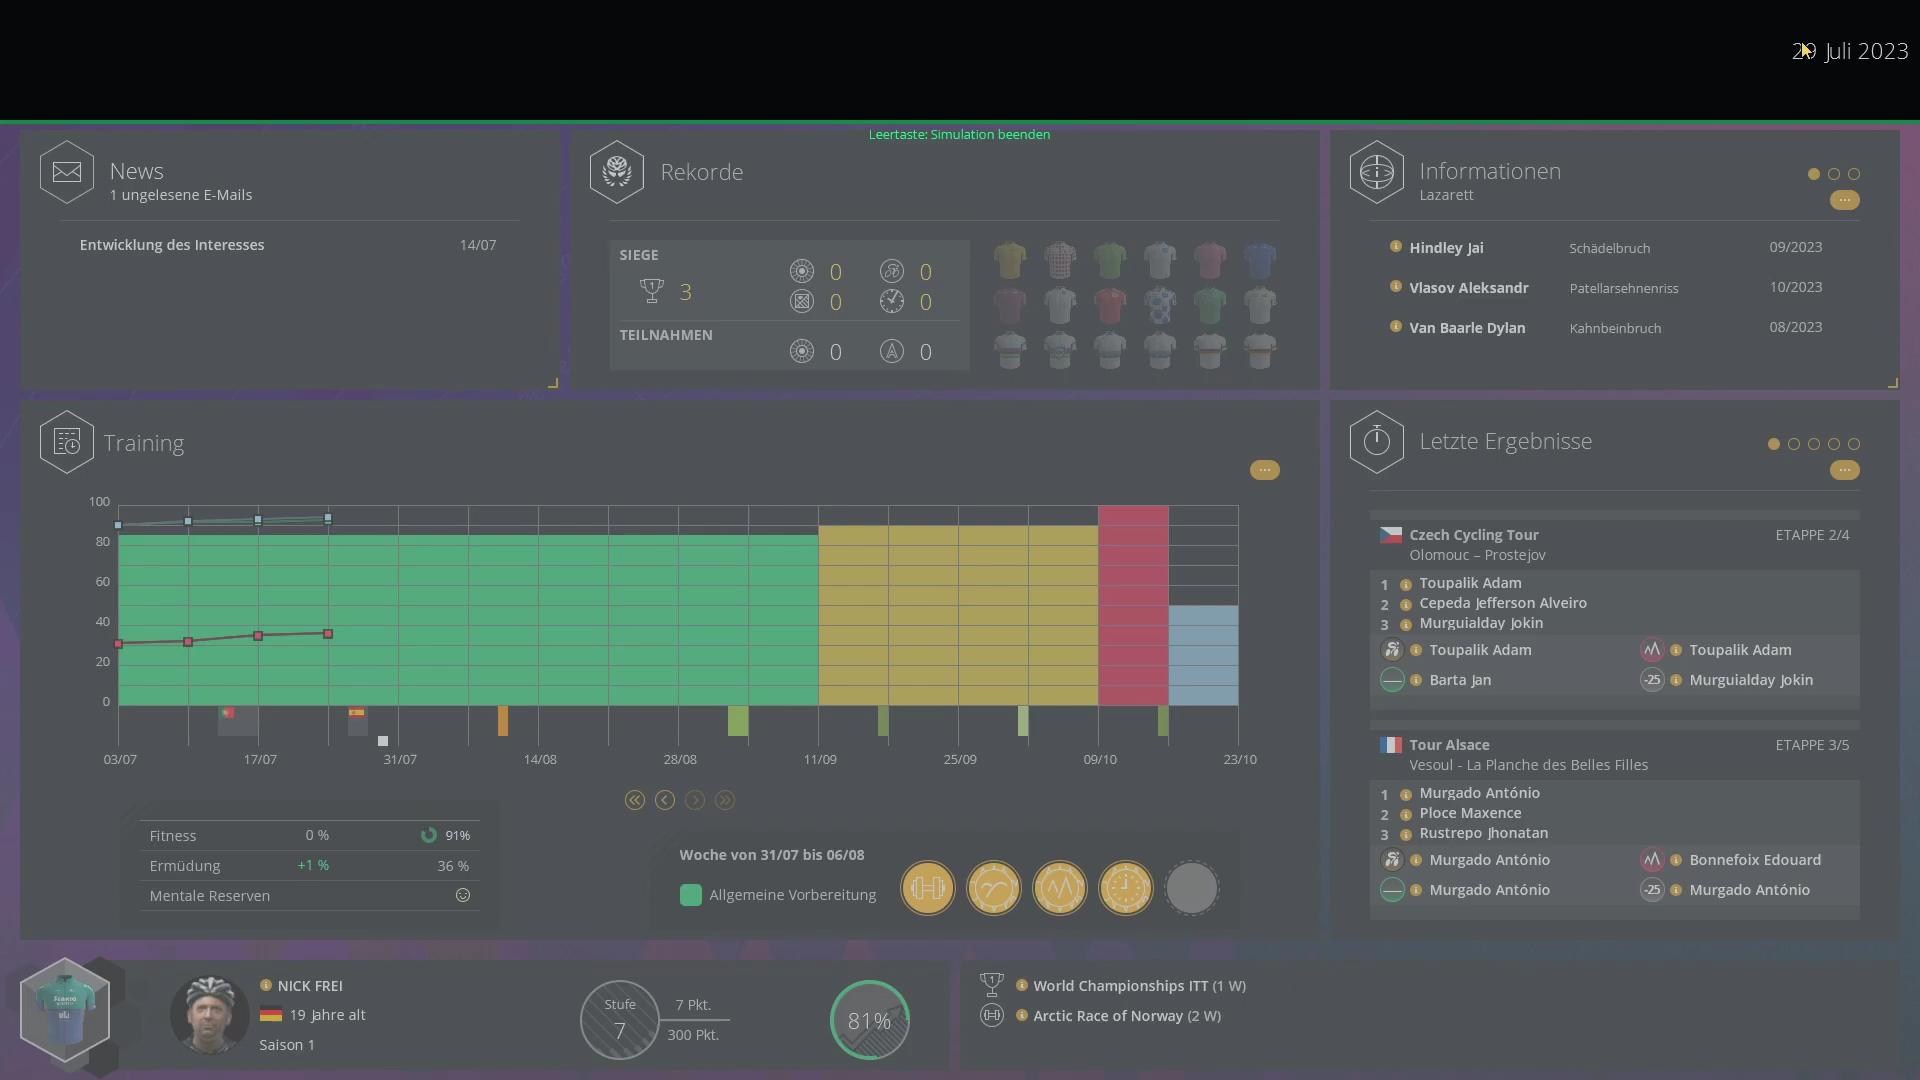 29 Juli 2023
Leertaste: Simulation beenden
News
1 ungelesene E-Mails
Entwicklung des Interesses 14/07
Rekorde
SIEGE
3
0 0
0 0
TEILNAHMEN
0 0
Informationen
Lazarett
...
Hindley Jai Schädelbruch 09/2023
Vlasov Aleksandr Patellarsehnenriss 10/2023
Van Baarle Dylan Kahnbeinbruch 08/2023
Training
...
100
80
60
40
20
0
03/07 17/07 31/07 14/08 28/08 11/09 25/09 09/10 23/10
Fitness 0 % 91%
Ermüdung +1 % 36 %
Mentale Reserven
Woche von 31/07 bis 06/08
Allgemeine Vorbereitung
Letzte Ergebnisse
...
Czech Cycling Tour ETAPPE 2/4
Olomouc – Prostejov
1 Toupalik Adam
2 Cepeda Jefferson Alveiro
3 Murguialday Jokin
Toupalik Adam Toupalik Adam
Barta Jan -25 Murguialday Jokin
Tour Alsace ETAPPE 3/5
Vesoul - La Planche des Belles Filles
1 Murgado António
2 Ploce Maxence
3 Rustrepo Jhonatan
Murgado António Bonnefoix Edouard
Murgado António -25 Murgado António
NICK FREI
19 Jahre alt
Saison 1
Stufe
7
7 Pkt.
300 Pkt.
81%
World Championships ITT (1 W)
Arctic Race of Norway (2 W)